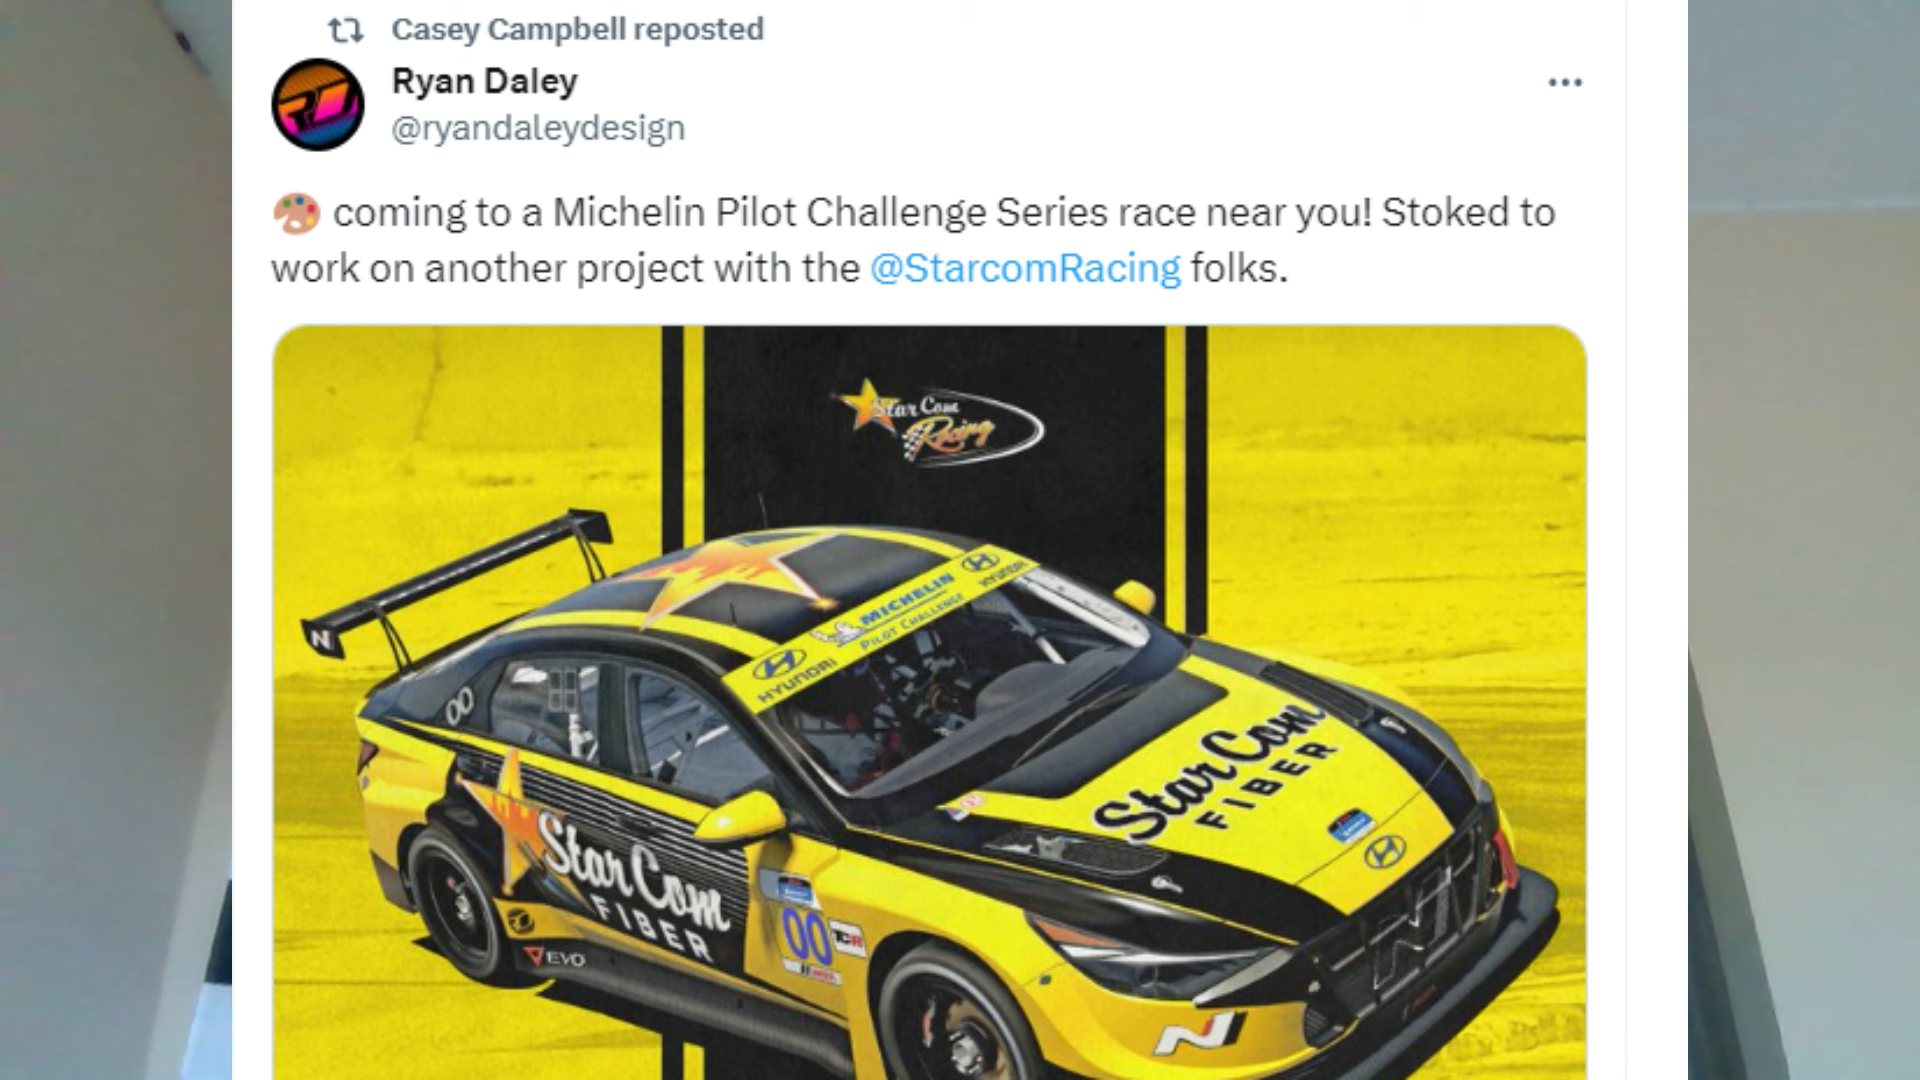 Casey Campbell reposted
Ryan Daley
@ryandaleydesign
🎨 coming to a Michelin Pilot Challenge Series race near you! Stoked to
work on another project with the @StarcomRacing folks.
Star Com
Racing
HYUNDAI
MICHELIN
PILOT CHALLENGE
HYUNDAI
N
00
StarCom
FIBER
StarCom
FIBER
00
TCR
EVO
N